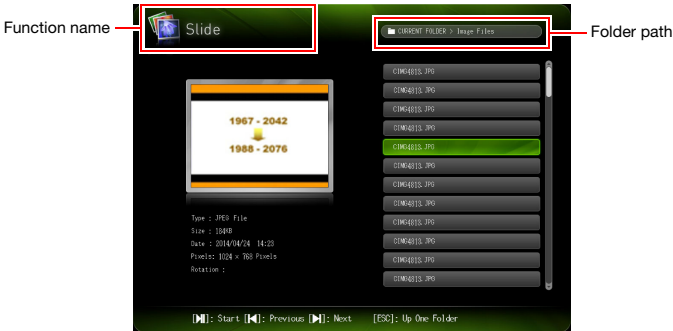 Function name
Slide
CURRENT FOLDER > Image Files
Folder path
CIMG4813.JPG
CIMG4813.JPG
CIMG4813.JPG
CIMG4813.JPG
CIMG4813.JPG
CIMG4813.JPG
CIMG4813.JPG
CIMG4813.JPG
CIMG4813.JPG
CIMG4813.JPG
CIMG4813.JPG
CIMG4813.JPG
1967 - 2042
1988 - 2076
Type : JPEG File
Size : 184KB
Date : 2014/04/24 14:23
Pixels: 1024 × 768 Pixels
Rotation :
[⏯]: Start [⏮]: Previous [⏭]: Next [ESC]: Up One Folder